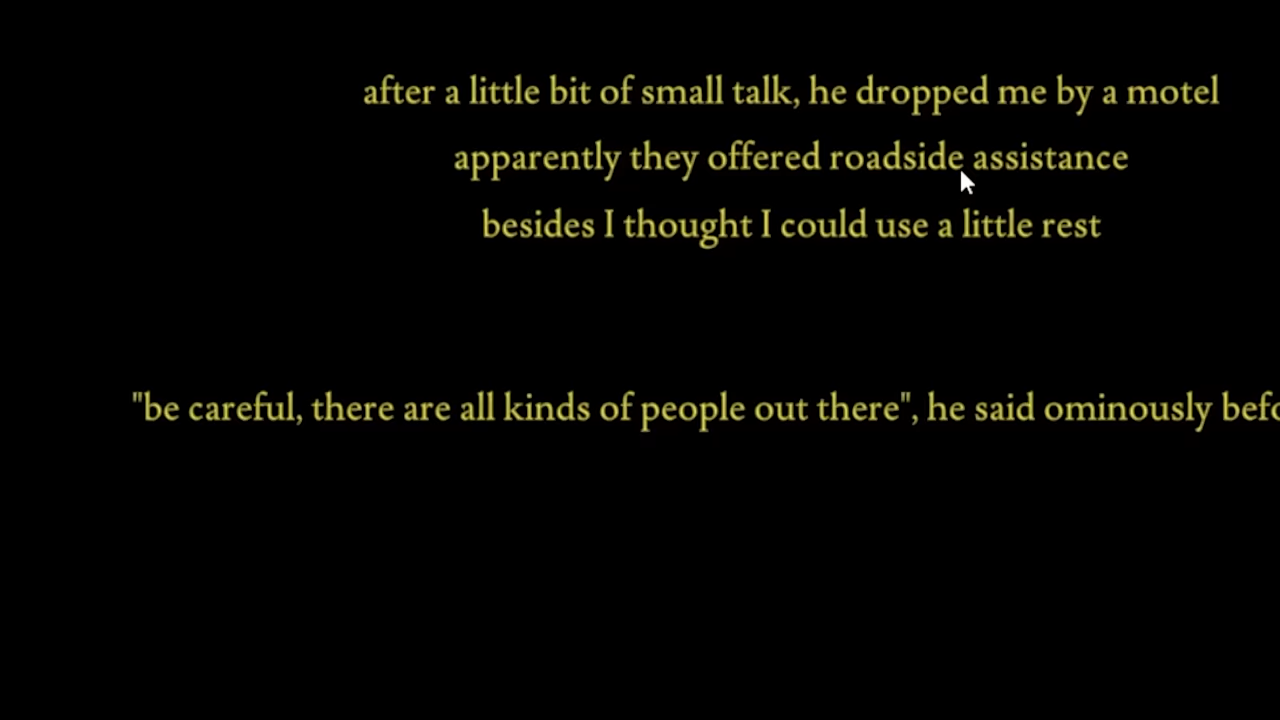 after a little bit of small talk, he dropped me by a motel
apparently they offered roadside assistance
besides I thought I could use a little rest
"be careful, there are all kinds of people out there", he said ominously